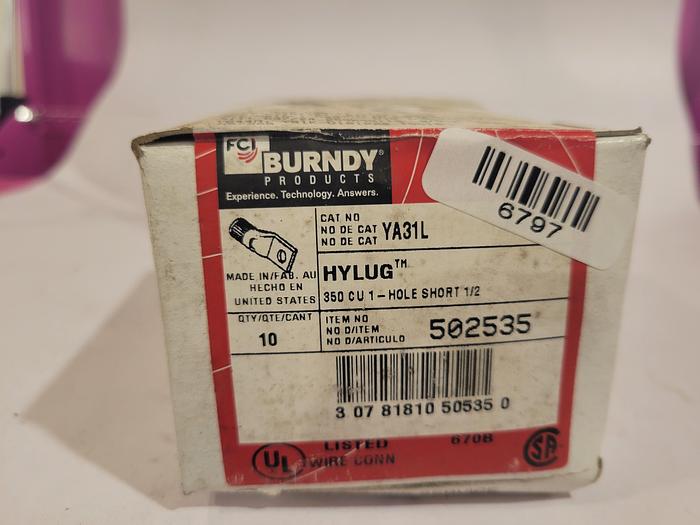 FCI
BURNDY®
PRODUCTS
Experience. Technology. Answers.
6797
CAT NO
NO DE CAT YA31L
NO DE CAT
HYLUG™
MADE IN/FAB. AU
HECHO EN
UNITED STATES
350 CU 1-HOLE SHORT 1/2
QTY/QTE/CANT
10
ITEM NO
NO D/ITEM 502535
NO D/ARTICULO
3 07 81810 50535 0
UL LISTED 670B SA
WIRE CONN